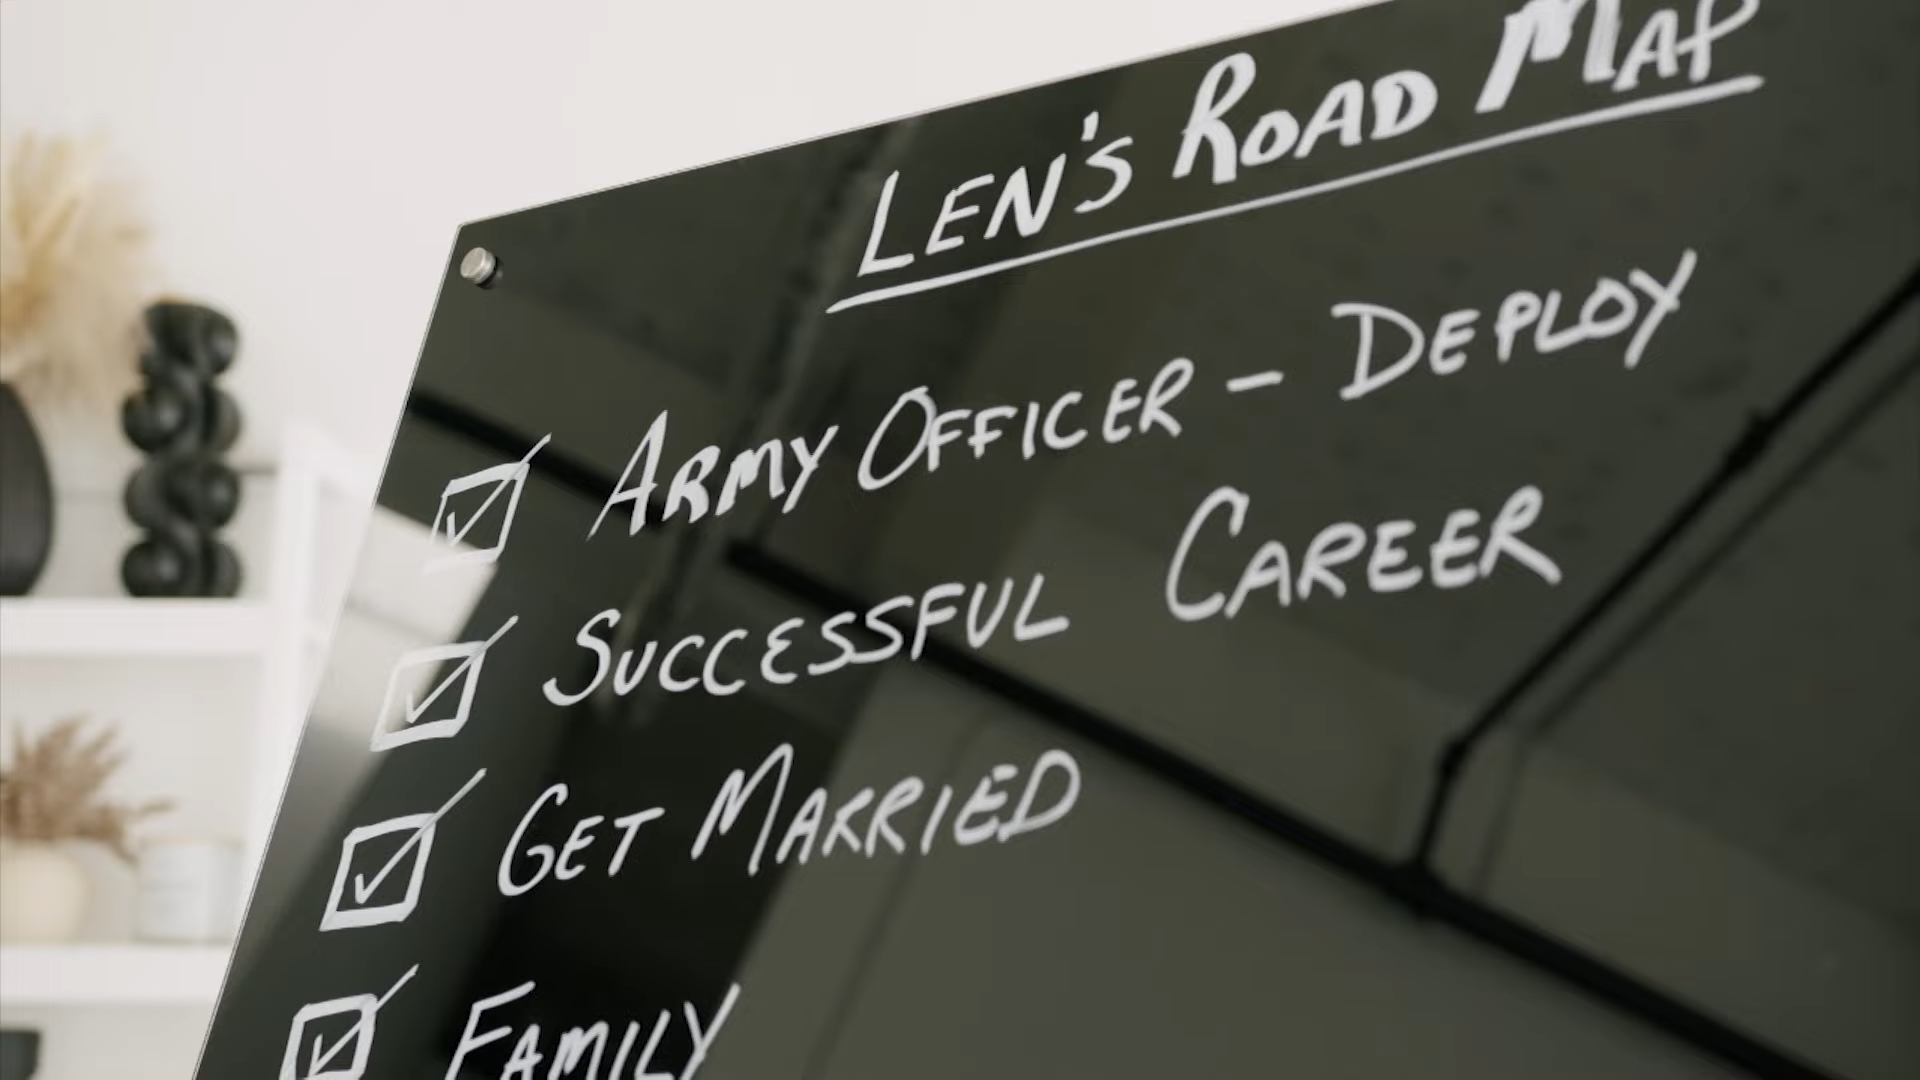 LEN'S ROAD MAP
ARMY OFFICER - DEPLOY
SUCCESSFUL CAREER
GET MARRIED
FAMILY